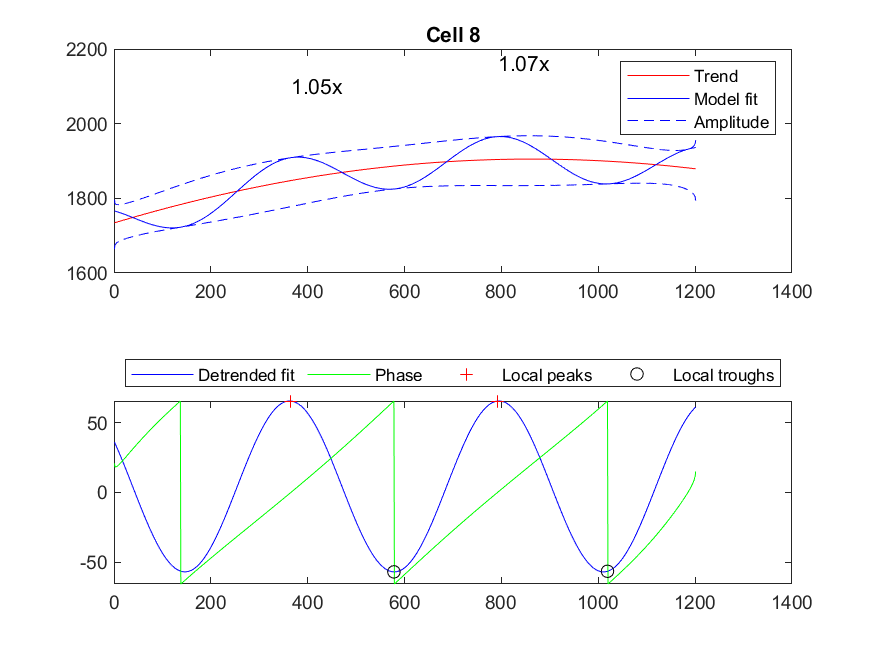 Cell 8
2200
2000
1800
1600
1.05x
1.07x
Trend
Model fit
Amplitude
0 200 400 600 800 1000 1200 1400
Detrended fit Phase Local peaks Local troughs
50
0
-50
0 200 400 600 800 1000 1200 1400